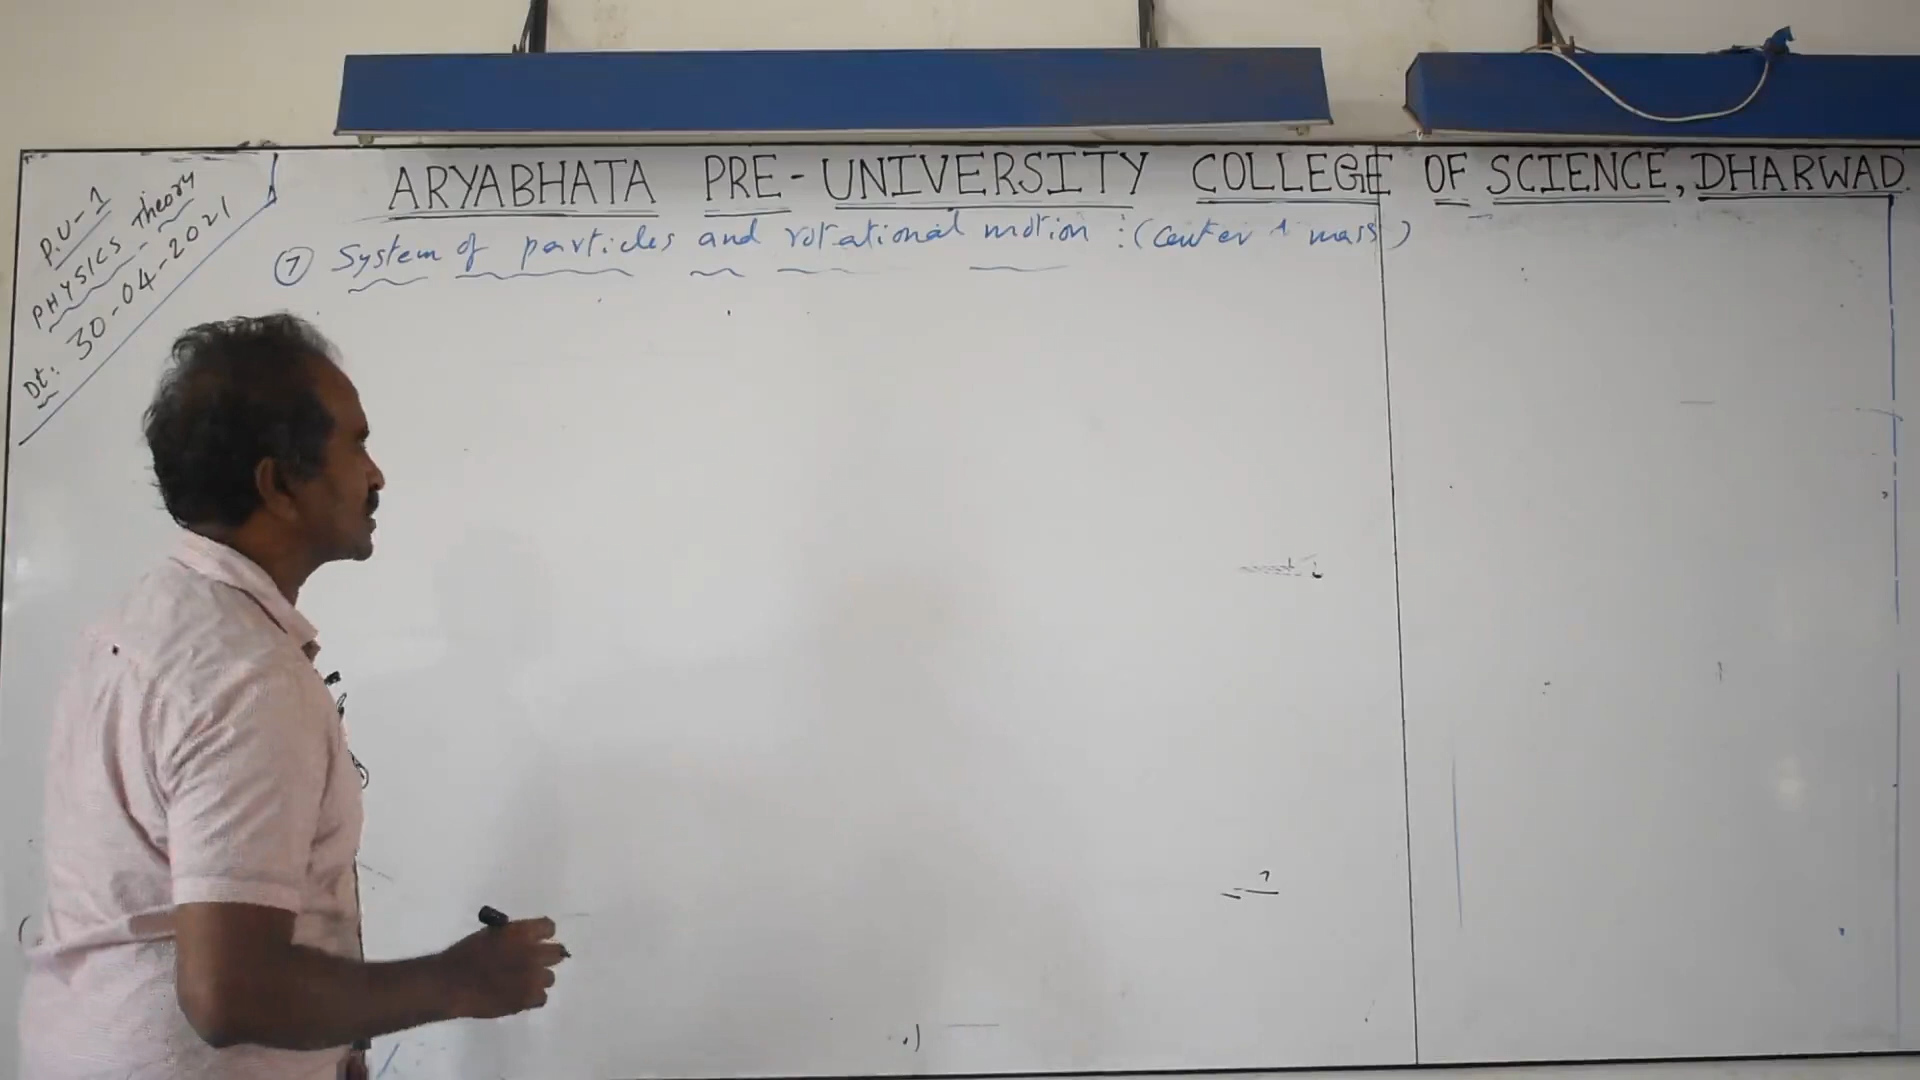 P.U-1
PHYSICS Theory
Dt: 30-04-2021
ARYABHATA PRE-UNIVERSITY COLLEGE OF SCIENCE, DHARWAD.
7 System of particles and rotational motion : (Center of mass)